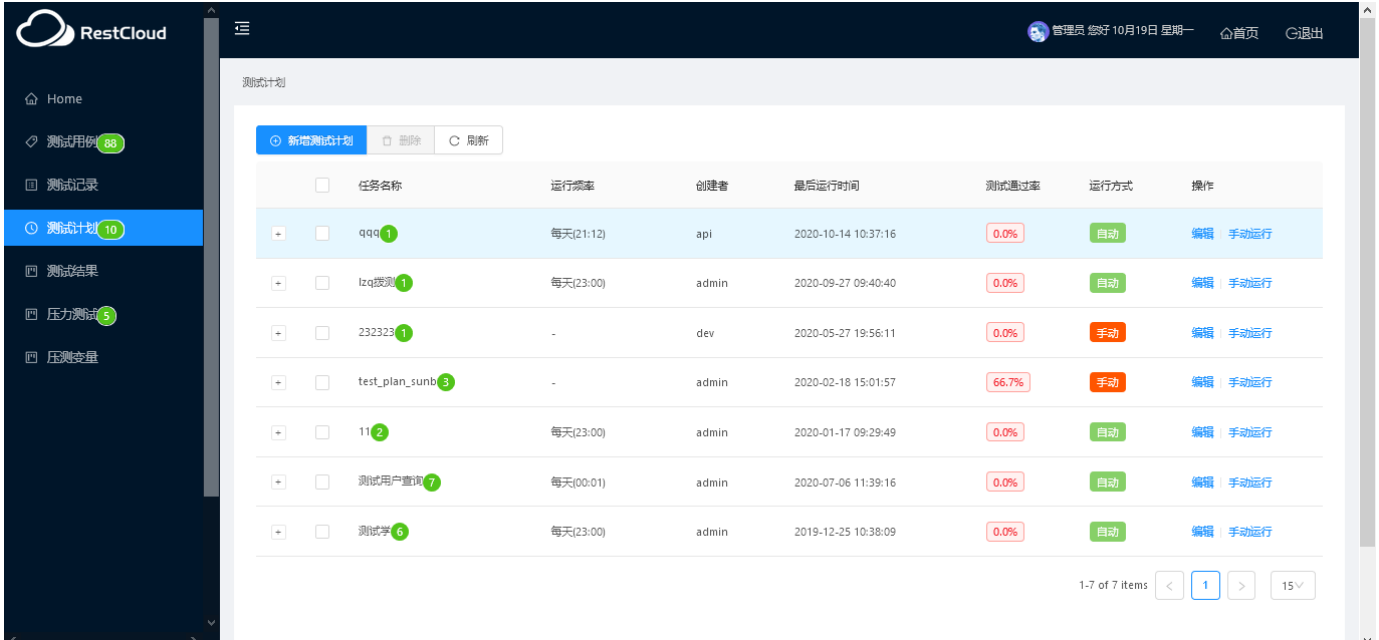 RestCloud
管理员 您好 10月19日 星期一
首页
退出
Home
测试用例 88
测试记录
测试计划 10
测试结果
压力测试 5
压测变量
测试计划
新增测试计划 删除 刷新
任务名称 运行频率 创建者 最后运行时间 测试通过率 运行方式 操作
+ qqq 1 每天(21:12) api 2020-10-14 10:37:16 0.0% 自动 编辑 手动运行
+ lzq拨测 1 每天(23:00) admin 2020-09-27 09:40:40 0.0% 自动 编辑 手动运行
+ 232323 1 - dev 2020-05-27 19:56:11 0.0% 手动 编辑 手动运行
+ test_plan_sunb 3 - admin 2020-02-18 15:01:57 66.7% 手动 编辑 手动运行
+ 11 2 每天(23:00) admin 2020-01-17 09:29:49 0.0% 自动 编辑 手动运行
+ 测试用户查询 7 每天(00:01) admin 2020-07-06 11:39:16 0.0% 自动 编辑 手动运行
+ 测试学 6 每天(23:00) admin 2019-12-25 10:38:09 0.0% 自动 编辑 手动运行
1-7 of 7 items < 1 > 15